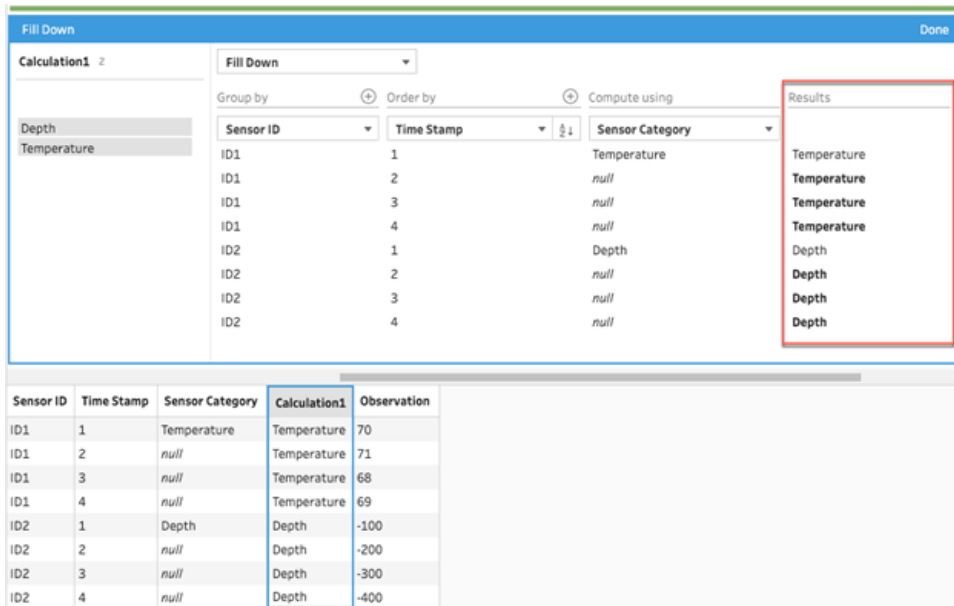 Fill Down Done
Calculation1 2
Fill Down
Group by Order by Compute using Results
Sensor ID Time Stamp Sensor Category
Depth
Temperature
ID1 1 Temperature Temperature
ID1 2 null Temperature
ID1 3 null Temperature
ID1 4 null Temperature
ID2 1 Depth Depth
ID2 2 null Depth
ID2 3 null Depth
ID2 4 null Depth
Sensor ID Time Stamp Sensor Category Calculation1 Observation
ID1 1 Temperature Temperature 70
ID1 2 null Temperature 71
ID1 3 null Temperature 68
ID1 4 null Temperature 69
ID2 1 Depth Depth -100
ID2 2 null Depth -200
ID2 3 null Depth -300
ID2 4 null Depth -400